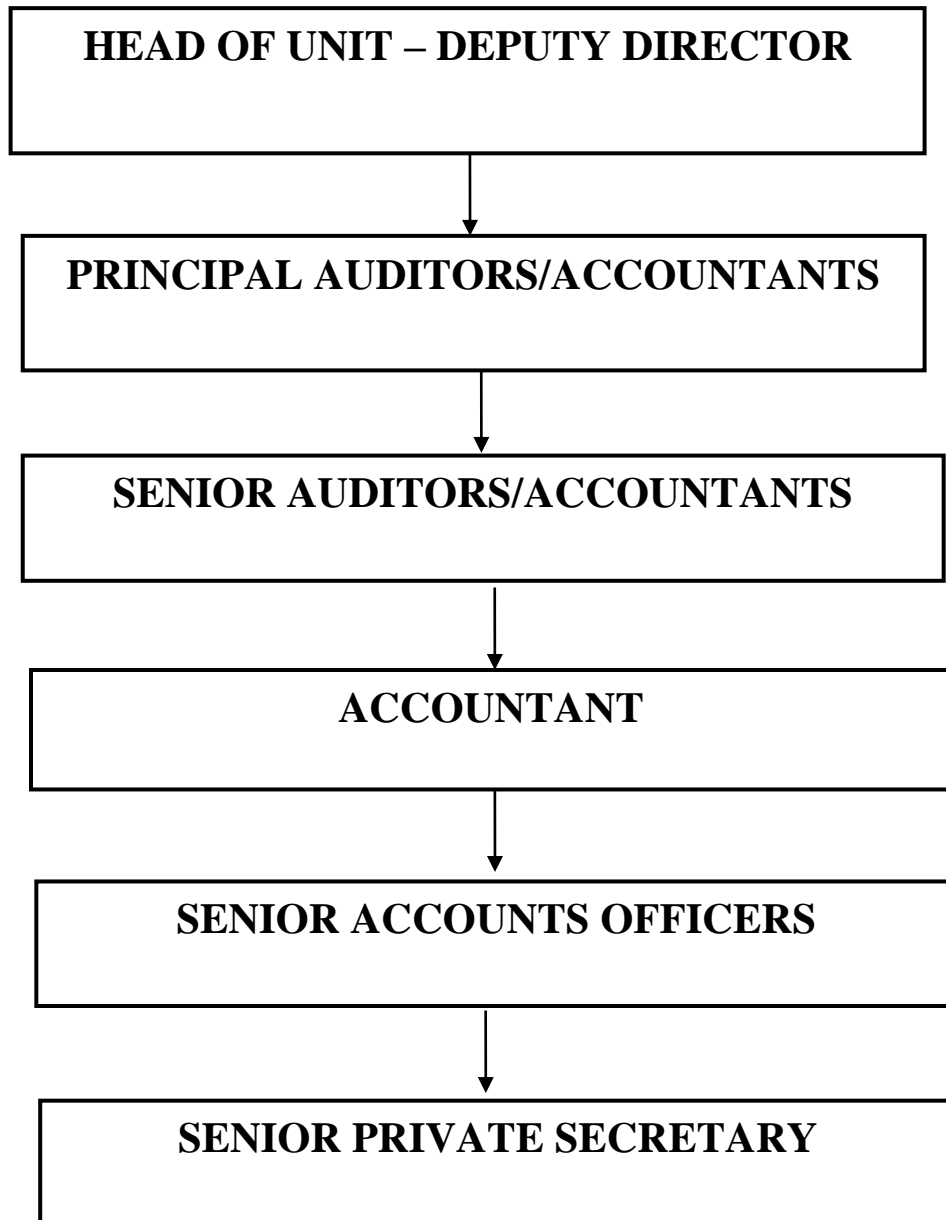 HEAD OF UNIT – DEPUTY DIRECTOR
PRINCIPAL AUDITORS/ACCOUNTANTS
SENIOR AUDITORS/ACCOUNTANTS
ACCOUNTANT
SENIOR ACCOUNTS OFFICERS
SENIOR PRIVATE SECRETARY